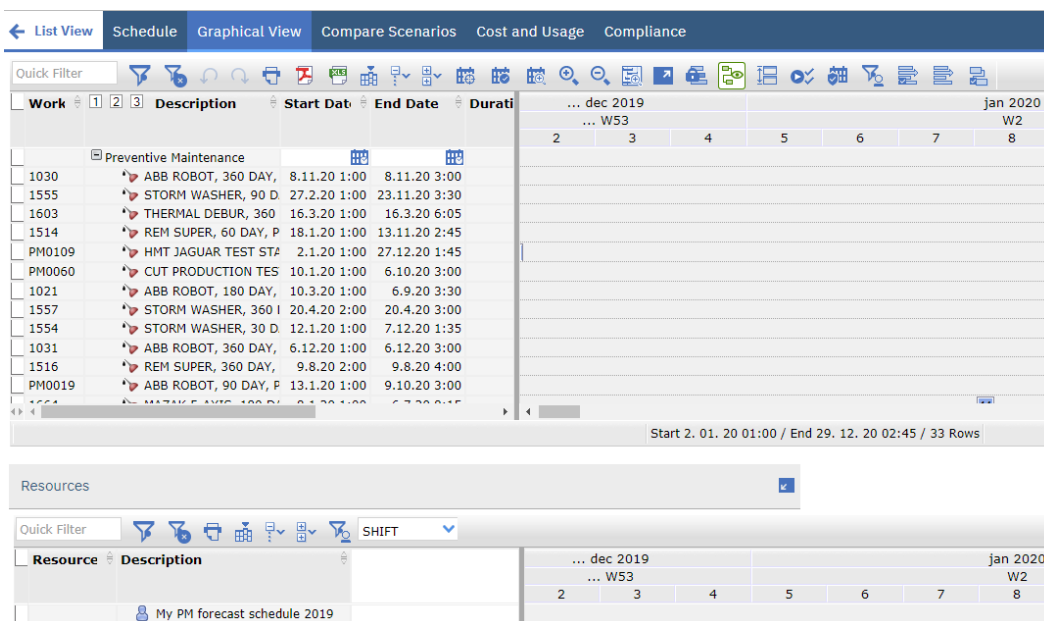 List View Schedule Graphical View Compare Scenarios Cost and Usage Compliance
Quick Filter
Work 1 2 3 Description Start Date End Date Durati
... dec 2019 jan 2020
... W53 W2
2 3 4 5 6 7 8
Preventive Maintenance
1030 ABB ROBOT, 360 DAY, 8.11.20 1:00 8.11.20 3:00
1555 STORM WASHER, 90 D. 27.2.20 1:00 23.11.20 3:30
1603 THERMAL DEBUR, 360 16.3.20 1:00 16.3.20 6:05
1514 REM SUPER, 60 DAY, P 18.1.20 1:00 13.11.20 2:45
PM0109 HMT JAGUAR TEST STA 2.1.20 1:00 27.12.20 1:45
PM0060 CUT PRODUCTION TES 10.1.20 1:00 6.10.20 3:00
1021 ABB ROBOT, 180 DAY, 10.3.20 1:00 6.9.20 3:30
1557 STORM WASHER, 360 I 20.4.20 2:00 20.4.20 3:00
1554 STORM WASHER, 30 D. 12.1.20 1:00 7.12.20 1:35
1031 ABB ROBOT, 360 DAY, 6.12.20 1:00 6.12.20 3:00
1516 REM SUPER, 360 DAY, 9.8.20 2:00 9.8.20 4:00
PM0019 ABB ROBOT, 90 DAY, P 13.1.20 1:00 9.10.20 3:00
Start 2. 01. 20 01:00 / End 29. 12. 20 02:45 / 33 Rows
Resources
Quick Filter SHIFT
Resource Description
... dec 2019 jan 2020
... W53 W2
2 3 4 5 6 7 8
My PM forecast schedule 2019